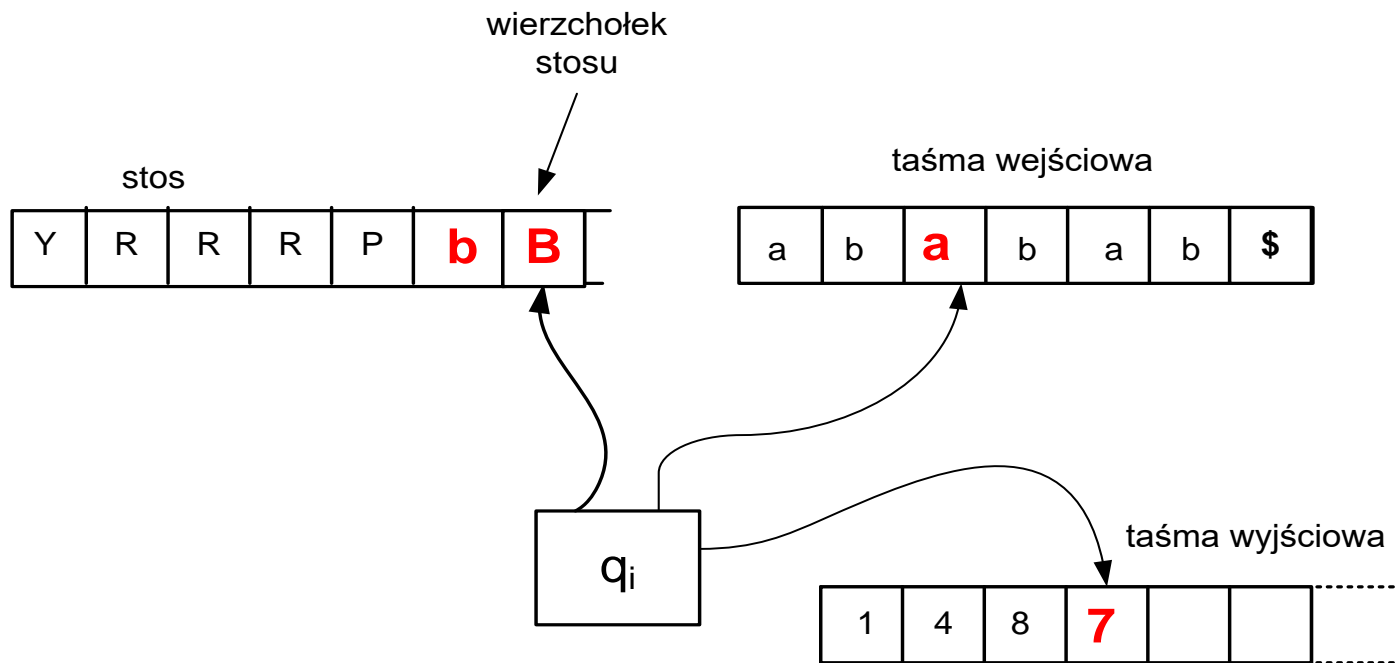 wierzchołek
stosu
stos
taśma wejściowa
Y R R R P b B
a b a b a b $
qi
taśma wyjściowa
1 4 8 7